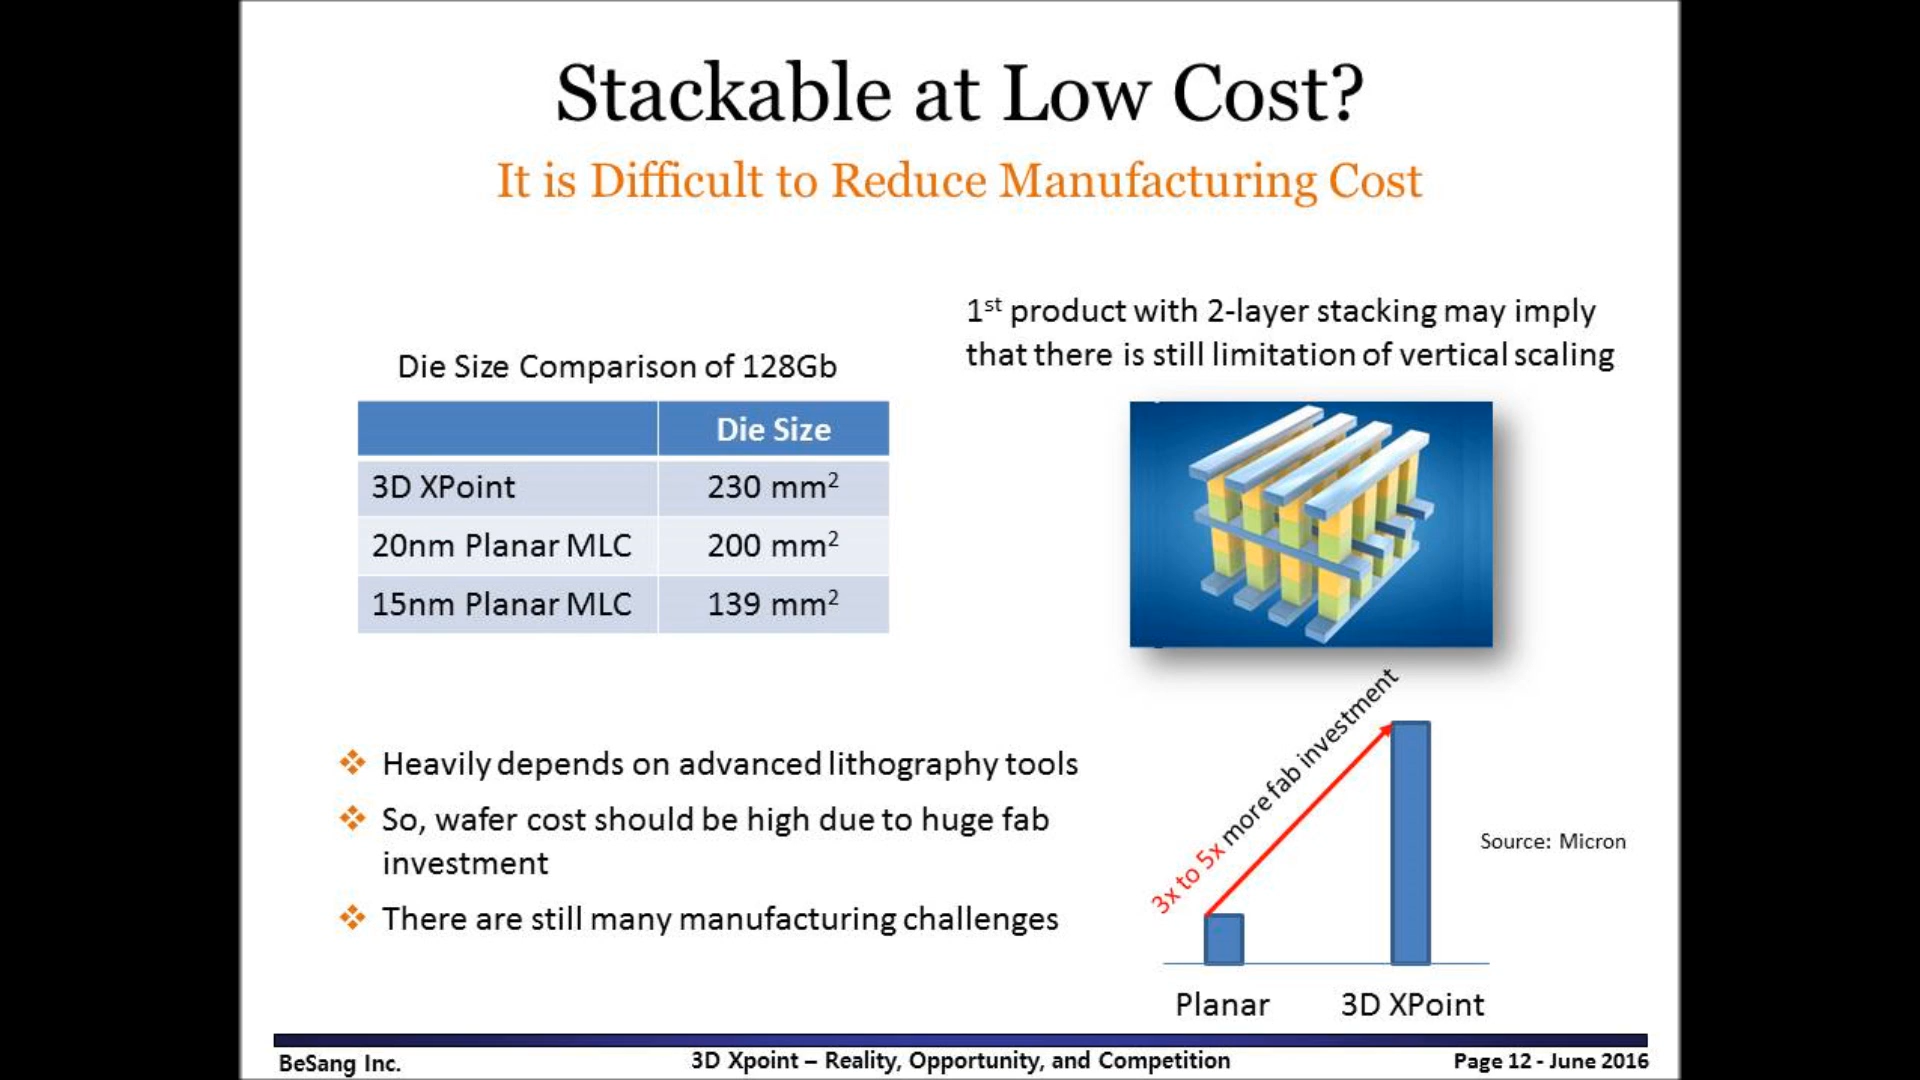 Stackable at Low Cost?
It is Difficult to Reduce Manufacturing Cost
1st product with 2-layer stacking may imply
that there is still limitation of vertical scaling
Die Size Comparison of 128Gb
Die Size
3D XPoint 230 mm²
20nm Planar MLC 200 mm²
15nm Planar MLC 139 mm²
❖ Heavily depends on advanced lithography tools
❖ So, wafer cost should be high due to huge fab
investment
❖ There are still many manufacturing challenges
3x to 5x more fab investment
Source: Micron
Planar 3D XPoint
BeSang Inc. 3D Xpoint – Reality, Opportunity, and Competition Page 12 - June 2016